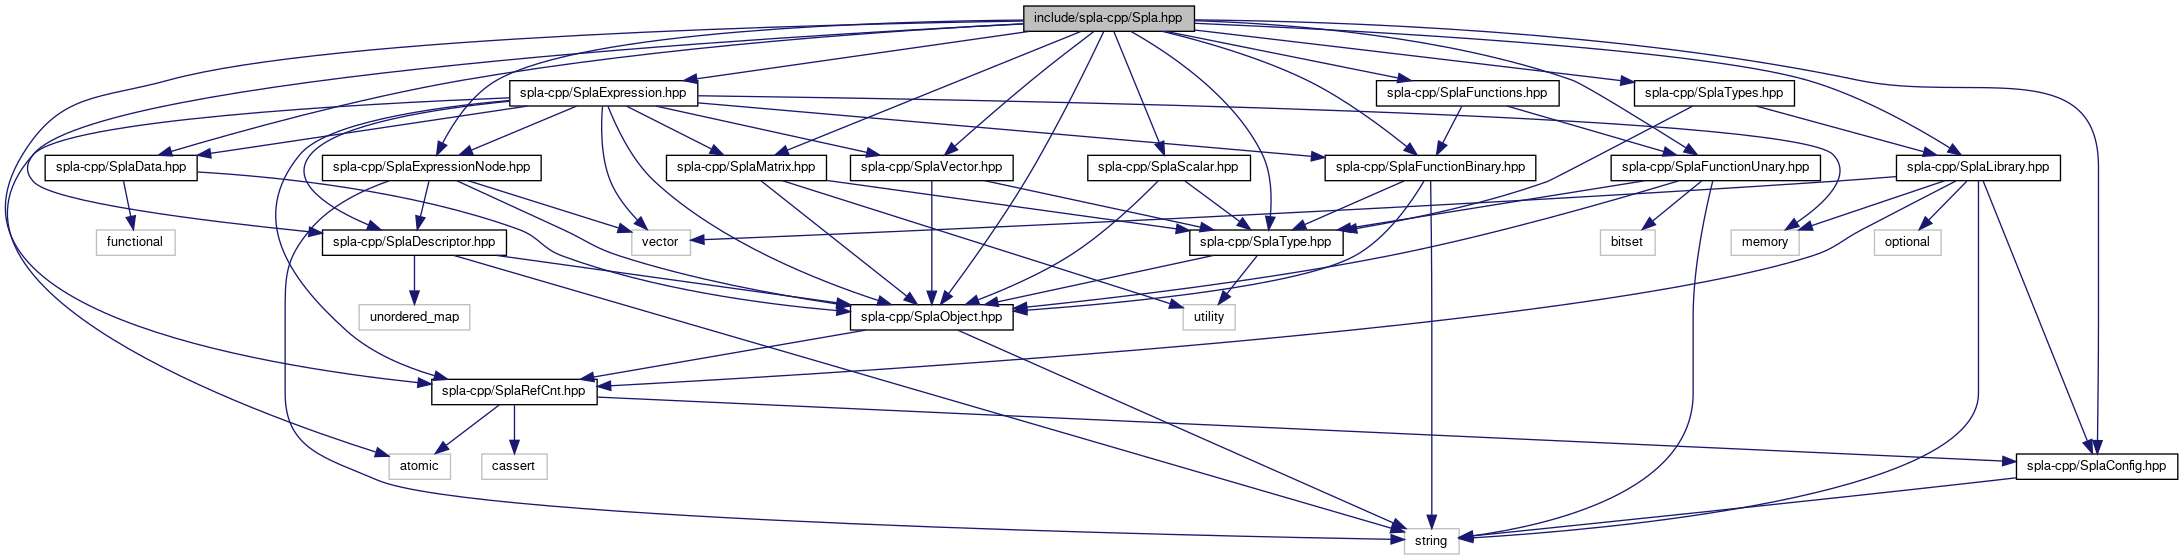 include/spla-cpp/Spla.hpp
spla-cpp/SplaExpression.hpp
spla-cpp/SplaFunctions.hpp
spla-cpp/SplaTypes.hpp
spla-cpp/SplaData.hpp
spla-cpp/SplaExpressionNode.hpp
spla-cpp/SplaMatrix.hpp
spla-cpp/SplaVector.hpp
spla-cpp/SplaScalar.hpp
spla-cpp/SplaFunctionBinary.hpp
spla-cpp/SplaFunctionUnary.hpp
spla-cpp/SplaLibrary.hpp
functional
spla-cpp/SplaDescriptor.hpp
vector
spla-cpp/SplaType.hpp
bitset
memory
optional
unordered_map
spla-cpp/SplaObject.hpp
utility
spla-cpp/SplaRefCnt.hpp
atomic
cassert
spla-cpp/SplaConfig.hpp
string